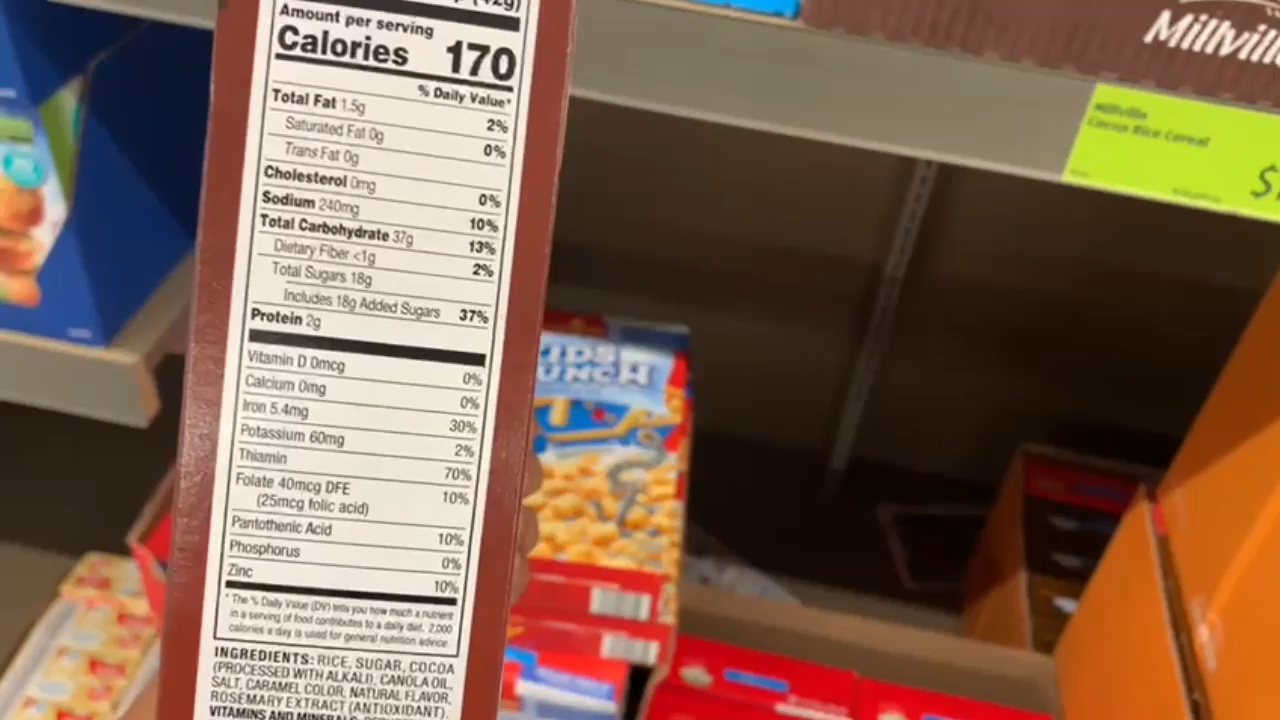 Amount per serving
Calories 170
% Daily Value*
Total Fat 1.5g 2%
Saturated Fat 0g 0%
Trans Fat 0g
Cholesterol 0mg 0%
Sodium 240mg 10%
Total Carbohydrate 37g 13%
Dietary Fiber <1g 2%
Total Sugars 18g
Includes 18g Added Sugars 37%
Protein 2g
Vitamin D 0mcg 0%
Calcium 0mg 0%
Iron 5.4mg 30%
Potassium 60mg 2%
Thiamin 70%
Folate 40mcg DFE 10%
(25mcg folic acid)
Pantothenic Acid 10%
Phosphorus 0%
Zinc 10%
* The % Daily Value (DV) tells you how much a nutrient
in a serving of food contributes to a daily diet. 2,000
calories a day is used for general nutrition advice.
INGREDIENTS: RICE, SUGAR, COCOA
(PROCESSED WITH ALKALI), CANOLA OIL,
SALT, CARAMEL COLOR, NATURAL FLAVOR,
ROSEMARY EXTRACT (ANTIOXIDANT).
VITAMINS AND MINERALS:
Millville
Cocoa Rice Cereal
$